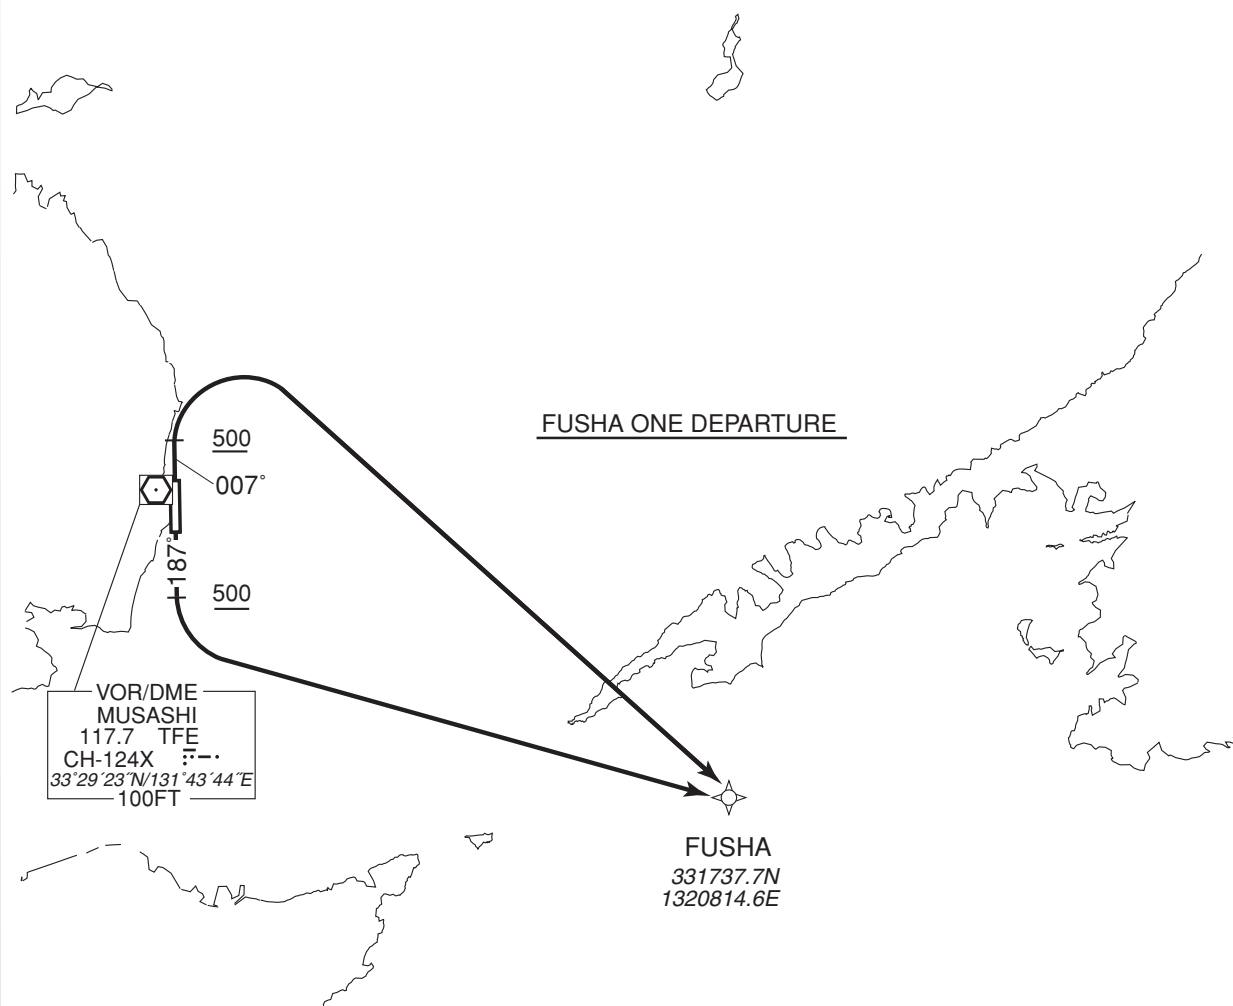 FUSHA ONE DEPARTURE
500
007°
187°
500
VOR/DME
MUSASHI
117.7 TFE
CH-124X
33°29′23″N/131°43′44″E
100FT
FUSHA
331737.7N
1320814.6E